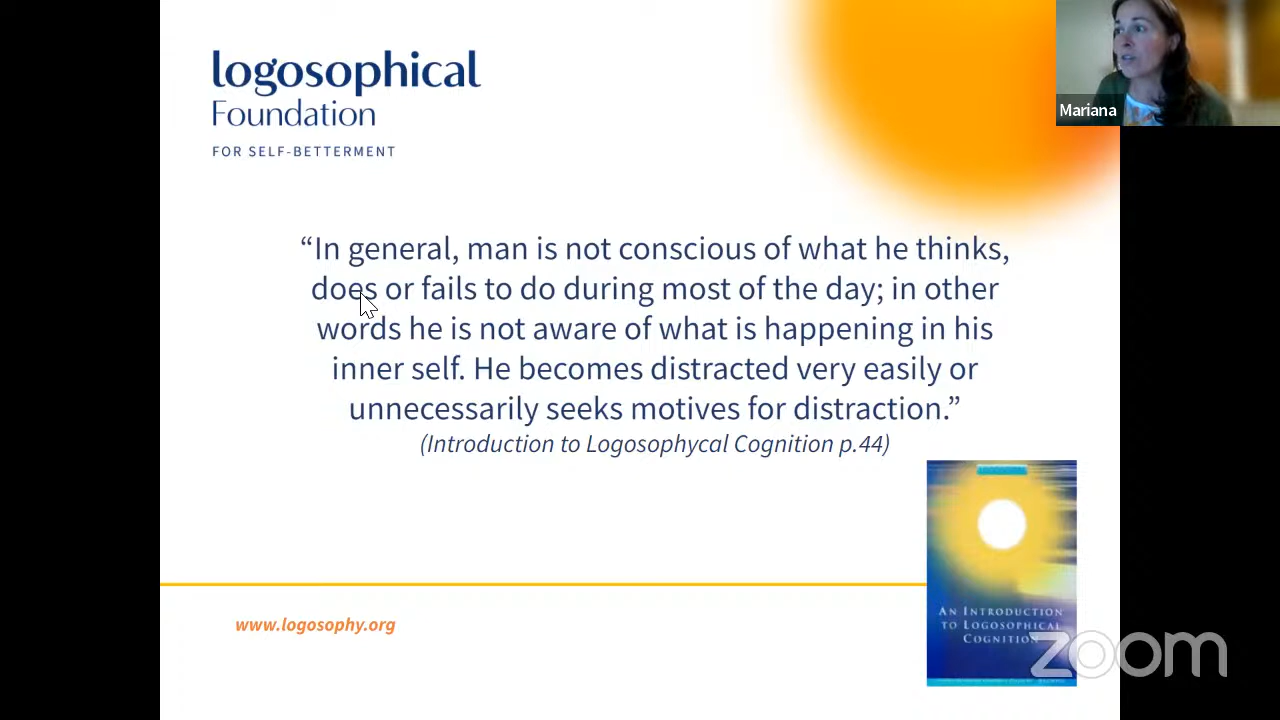 logosophical
Foundation
FOR SELF-BETTERMENT
Mariana
“In general, man is not conscious of what he thinks,
does or fails to do during most of the day; in other
words he is not aware of what is happening in his
inner self. He becomes distracted very easily or
unnecessarily seeks motives for distraction.”
(Introduction to Logosophycal Cognition p.44)
AN INTRODUCTION
TO LOGOSOPHICAL
COGNITION
www.logosophy.org
zoom